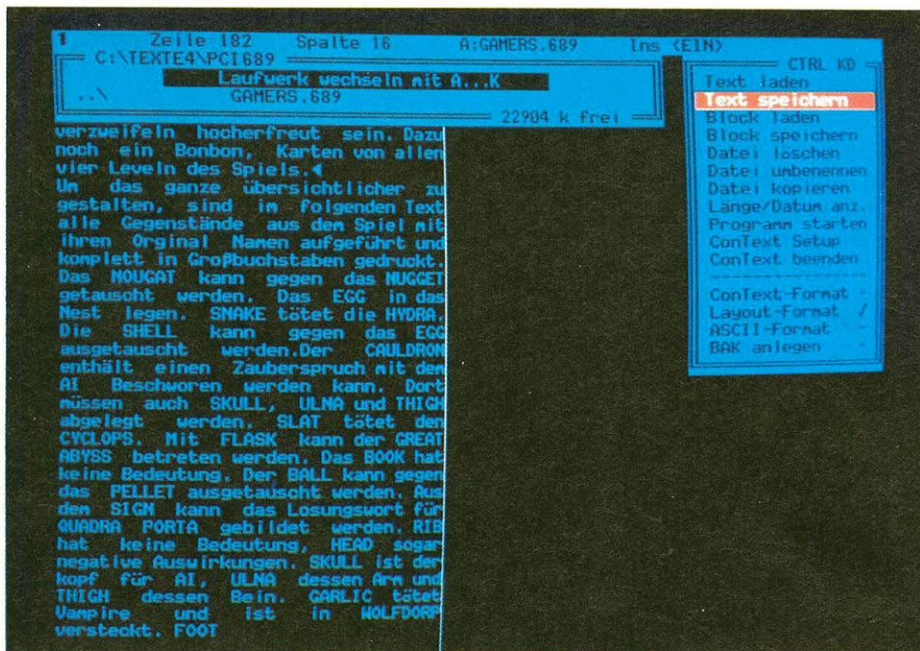 1 Zeile 182 Spalte 16 A:GAMERS.689 Ins (EIN)
C:\TEXTE4\PCI689
Laufwerk wechseln mit A...K
..\ GAMERS.689
22904 k frei
CTRL KD
Text laden
Text speichern
Block laden
Block speichern
Datei löschen
Datei umbenennen
Datei kopieren
Länge/Datum anz.
Programm starten
ConText Setup
ConText beenden
ConText-Format -
Layout-Format √
ASCII-Format -
BAK anlegen -
verzweifeln hocherfreut sein. Dazu
noch ein Bonbon, Karten von allen
vier Leveln des Spiels.◄
Um das ganze übersichtlicher zu
gestalten, sind im folgenden Text
alle Gegenstände aus dem Spiel mit
ihren Orginal Namen aufgeführt und
komplett in Großbuchstaben gedruckt.
Das NOUGAT kann gegen das NUGGET
getauscht werden. Das EGG in das
Nest legen. SNAKE tötet die HYDRA.
Die SHELL kann gegen das EGG
ausgetauscht werden.Der CAULDRON
enthält einen Zauberspruch mit dem
AI Beschworen werden kann. Dort
müssen auch SKULL, ULNA und THIGH
abgelegt werden. SLAT tötet den
CYCLOPS. Mit FLASK kann der GREAT
ABYSS betreten werden. Das BOOK hat
keine Bedeutung. Der BALL kann gegen
das PELLET ausgetauscht werden. Aus
dem SIGN kann das Losungswort für
QUADRA PORTA gebildet werden. RIB
hat keine Bedeutung, HEAD sogar
negative Auswirkungen. SKULL ist der
kopf für AI, ULNA dessen Arm und
THIGH dessen Bein. GARLIC tötet
Vampire und ist in WOLFDORP
versteckt. FOOT